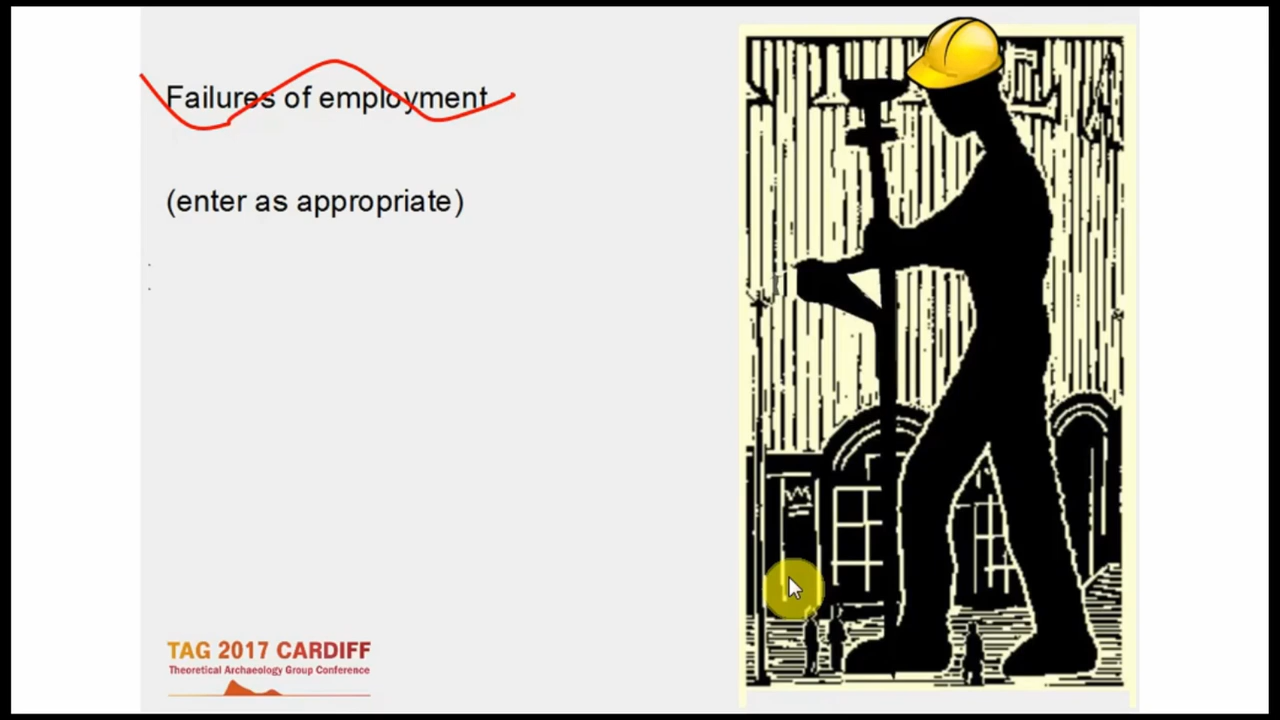 Failures of employment
(enter as appropriate)
TAG 2017 CARDIFF
Theoretical Archaeology Group Conference